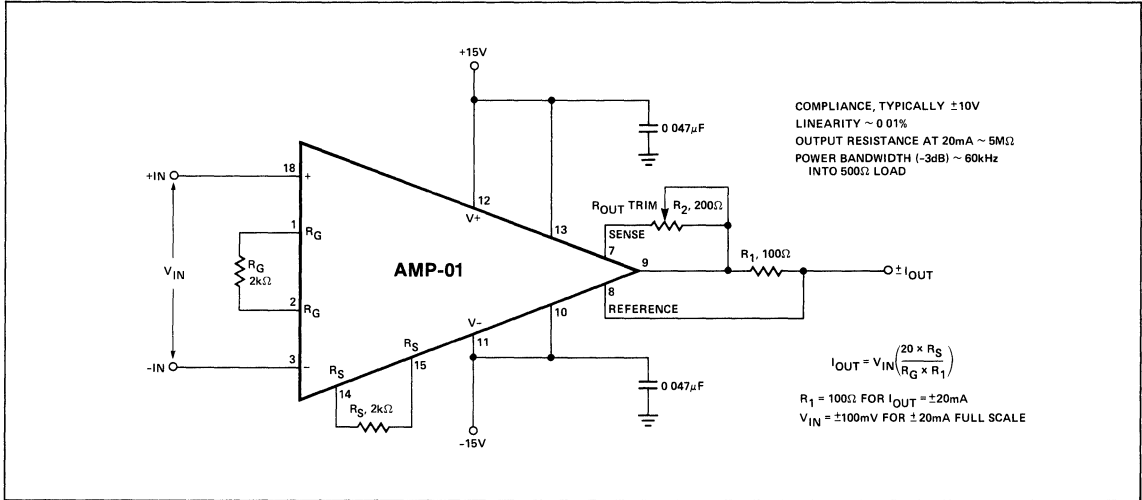 +15V
0 047µF
COMPLIANCE, TYPICALLY ±10V
LINEARITY ~ 0 01%
OUTPUT RESISTANCE AT 20mA ~ 5MΩ
POWER BANDWIDTH (-3dB) ~ 60kHz
INTO 500Ω LOAD
+IN
18
+
12
V+
13
ROUT TRIM
R2, 200Ω
SENSE
7
1
RG
VIN
RG
2kΩ
AMP-01
9
R1, 100Ω
±IOUT
8
REFERENCE
2
RG
10
V-
11
-IN
3
-
RS
15
RS
14
RS, 2kΩ
0 047µF
-15V
IOUT = VIN(20 × RS / RG × R1)
R1 = 100Ω FOR IOUT = ±20mA
VIN = ±100mV FOR ±20mA FULL SCALE